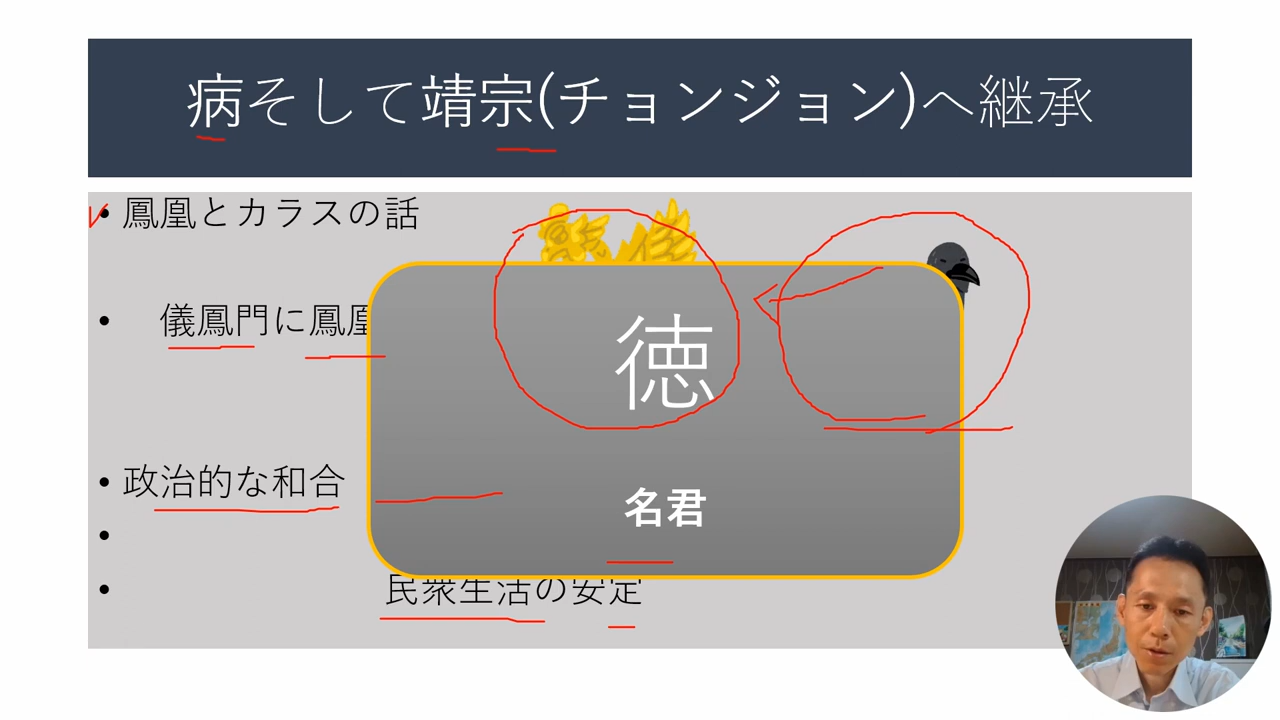 病そして靖宗(チョンジョン)へ継承
鳳凰とカラスの話
儀鳳門に鳳凰
徳
政治的な和合
名君
民衆生活の安定